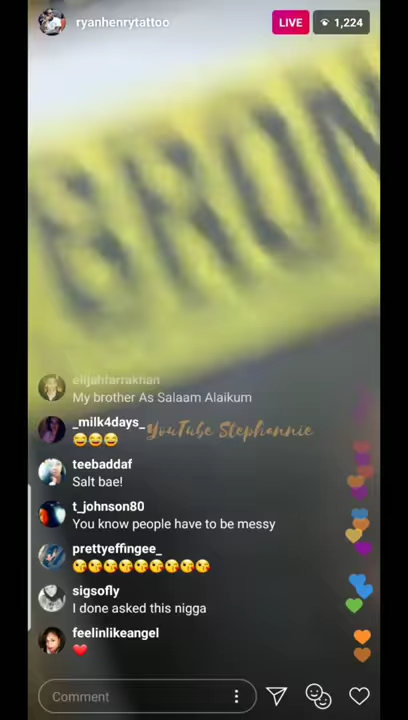 ryanhenrytattoo
LIVE
1,224
BRON
elijahfarrakhan
My brother As Salaam Alaikum
_milk4days_
😂😂😂
YouTube Stephannie
teebaddaf
Salt bae!
t_johnson80
You know people have to be messy
prettyeffingee_
😘😘😘😘😘😘😘😘😘
sigsofly
I done asked this nigga
feelinlikeangel
❤️
Comment